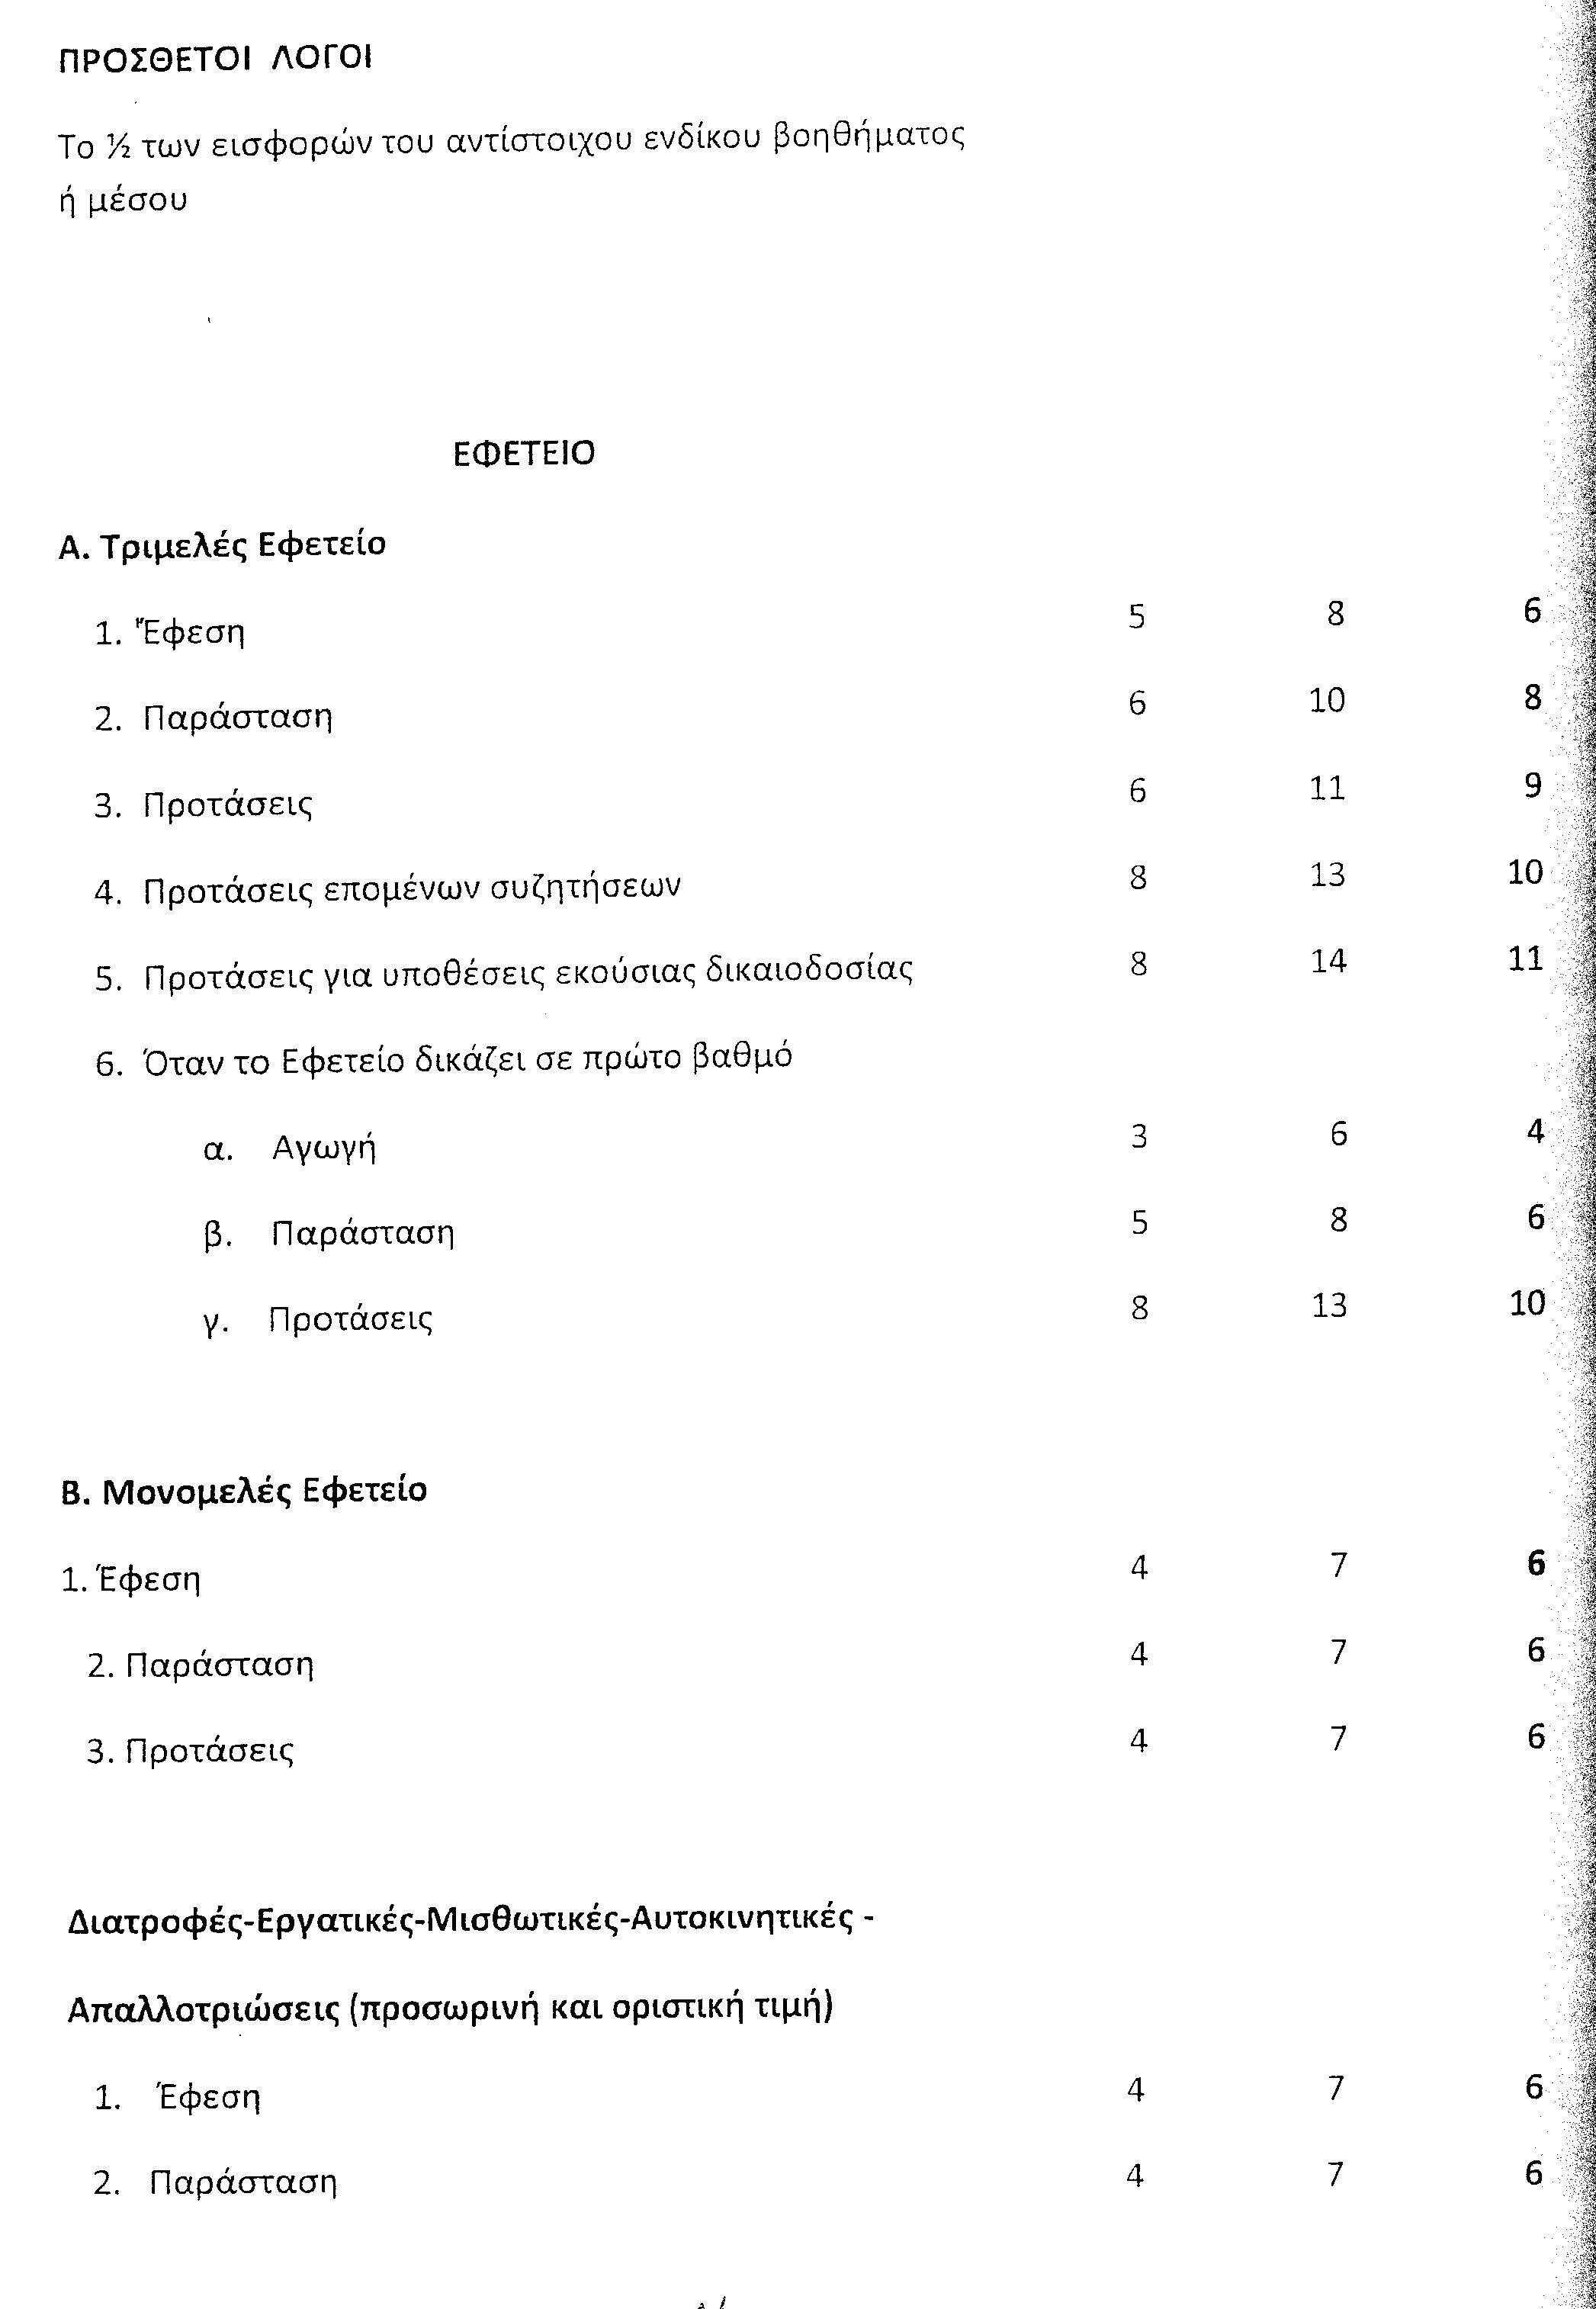 ΠΡΟΣΘΕΤΟΙ ΛΟΓΟΙ
Το ½ των εισφορών του αντίστοιχου ενδίκου βοηθήματος
ή μέσου
ΕΦΕΤΕΙΟ
Α. Τριμελές Εφετείο
1. Έφεση 5 8 6
2. Παράσταση 6 10 8
3. Προτάσεις 6 11 9
4. Προτάσεις επομένων συζητήσεων 8 13 10
5. Προτάσεις για υποθέσεις εκούσιας δικαιοδοσίας 8 14 11
6. Όταν το Εφετείο δικάζει σε πρώτο βαθμό
α. Αγωγή 3 6 4
β. Παράσταση 5 8 6
γ. Προτάσεις 8 13 10
Β. Μονομελές Εφετείο
1. Έφεση 4 7 6
2. Παράσταση 4 7 6
3. Προτάσεις 4 7 6
Διατροφές-Εργατικές-Μισθωτικές-Αυτοκινητικές -
Απαλλοτριώσεις (προσωρινή και οριστική τιμή)
1. Έφεση 4 7 6
2. Παράσταση 4 7 6